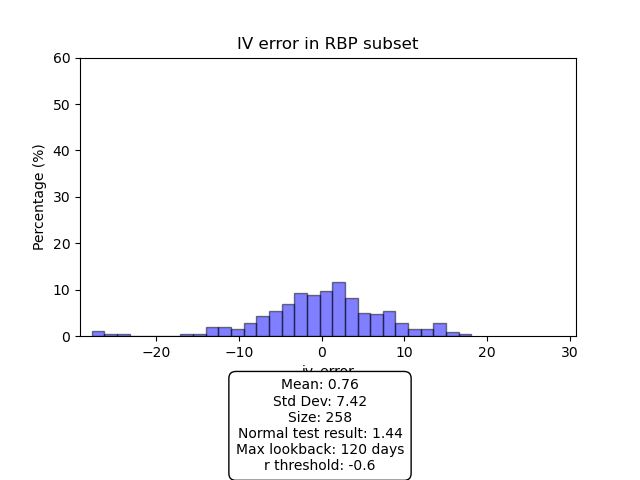 IV error in RBP subset
Percentage (%)
60
50
40
30
20
10
0
−20
−10
0
10
20
30
iv_error
Mean: 0.76
Std Dev: 7.42
Size: 258
Normal test result: 1.44
Max lookback: 120 days
r threshold: -0.6